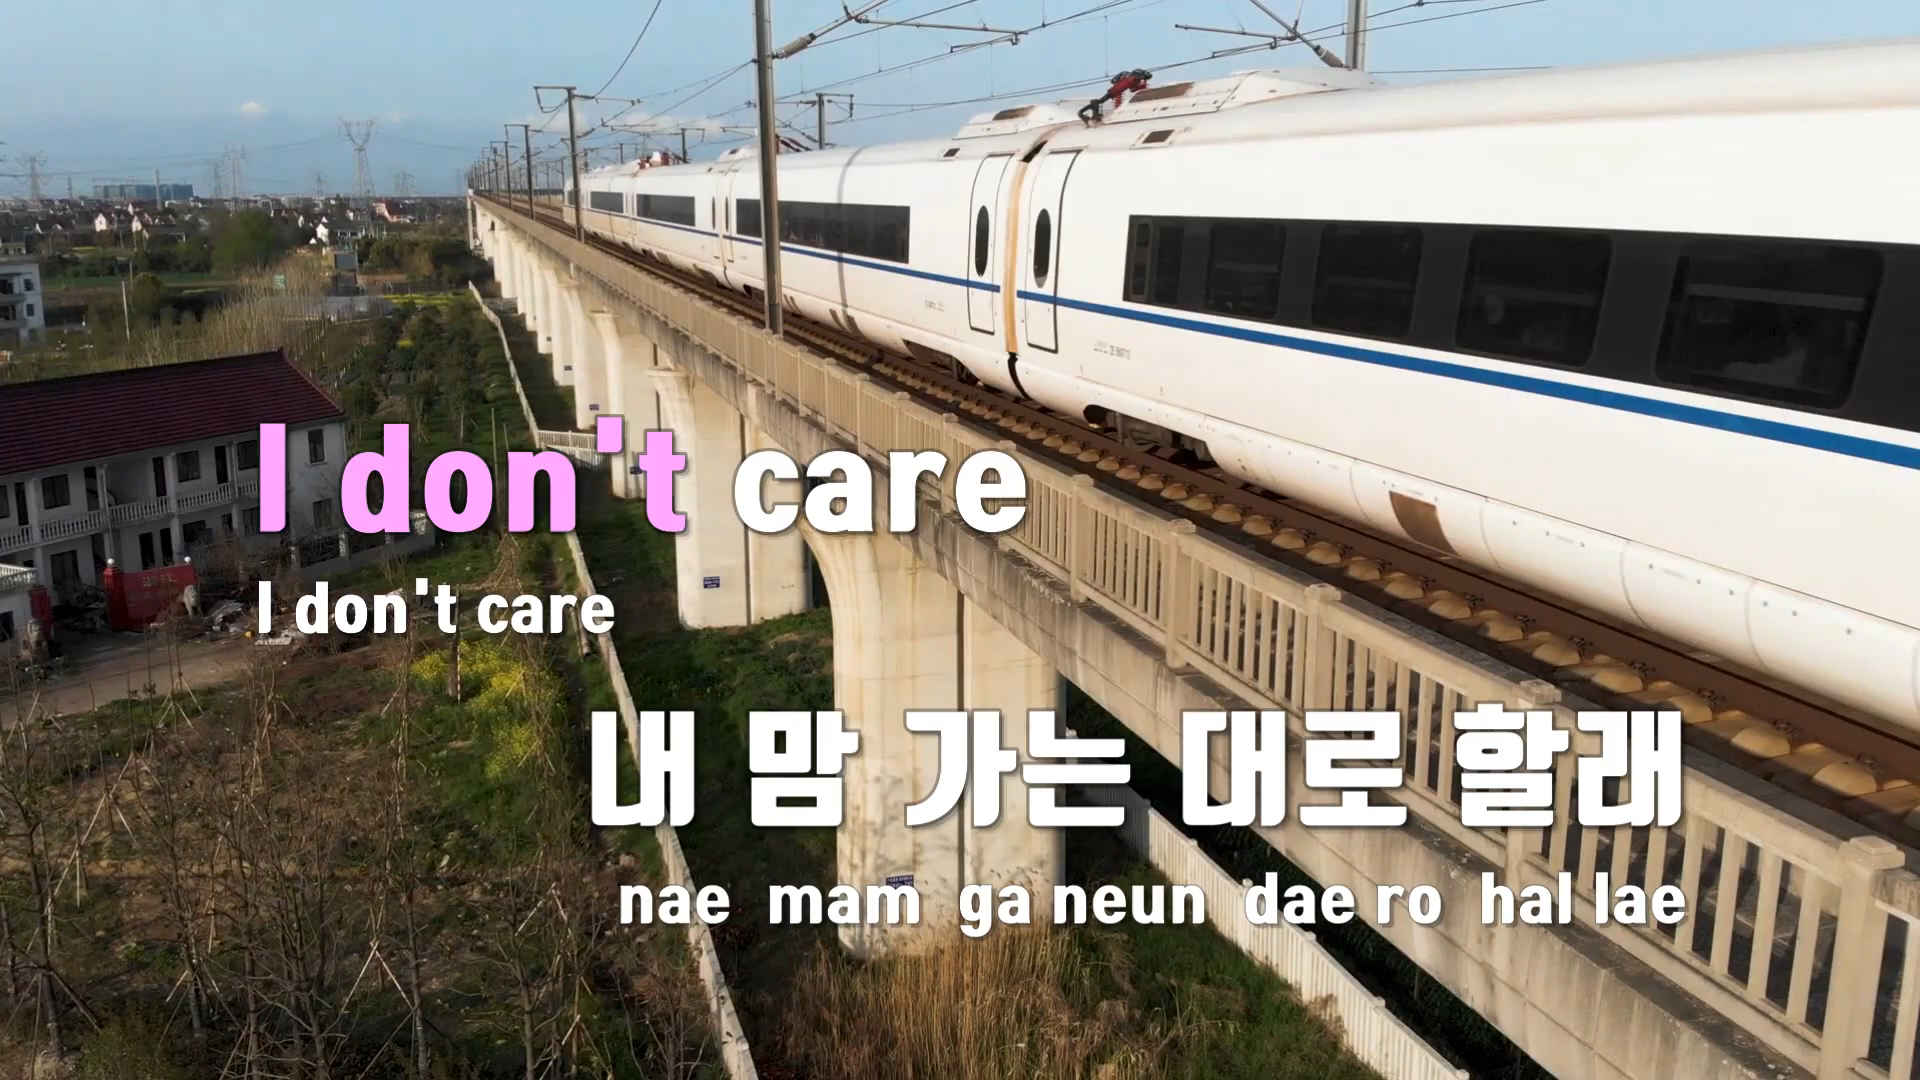 I don't care
I don't care
내 맘 가는 대로 할래
nae mam ga neun dae ro hal lae